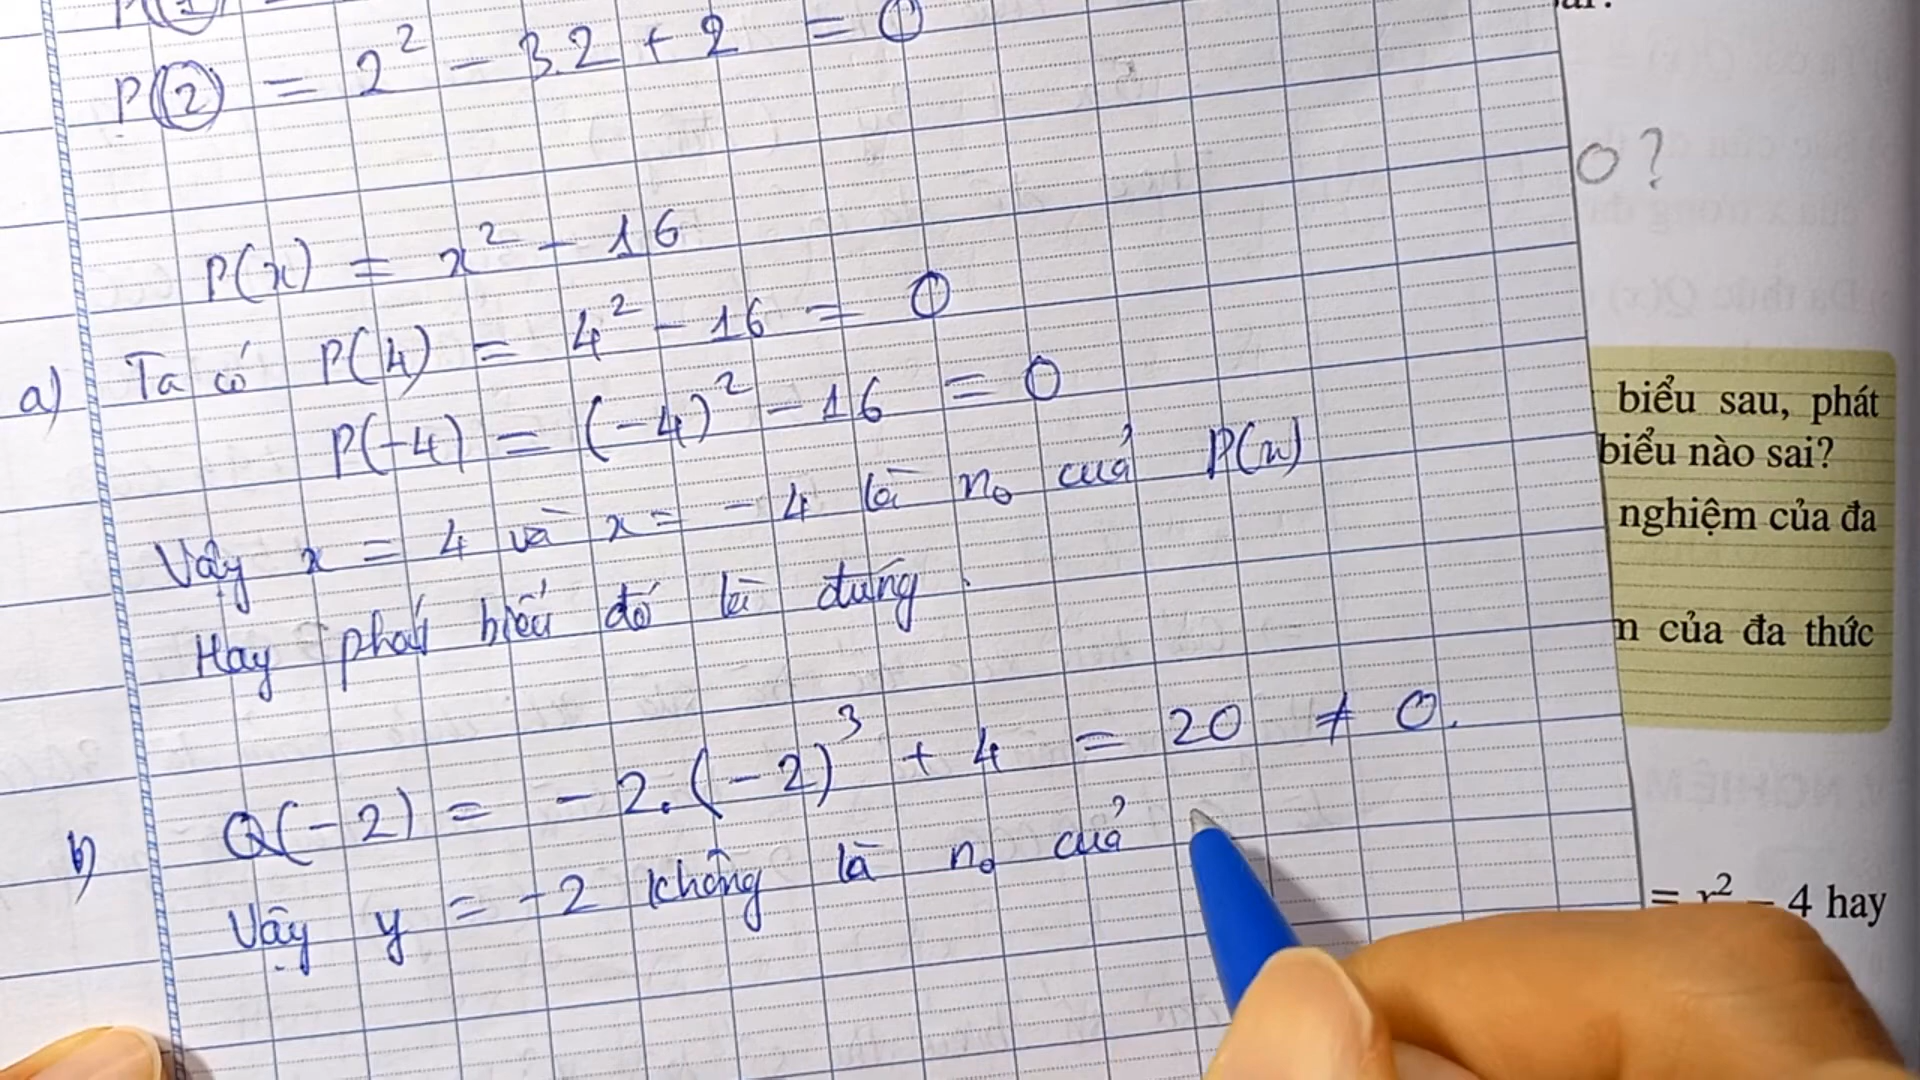 P(2) = 2² - 3.2 + 2 = 0
0?
P(x) = x² - 16
a) Ta có P(4) = 4² - 16 = 0
P(-4) = (-4)² - 16 = 0
Vậy x = 4 và x = -4 là n₀ của P(x)
Hay phát biểu đó là đúng.
b) Q(-2) = -2.(-2)³ + 4 = 20 ≠ 0.
Vậy y = -2 không là n₀ của
biểu sau, phát
biểu nào sai?
nghiệm của đa
của đa thức
= x² - 4 hay